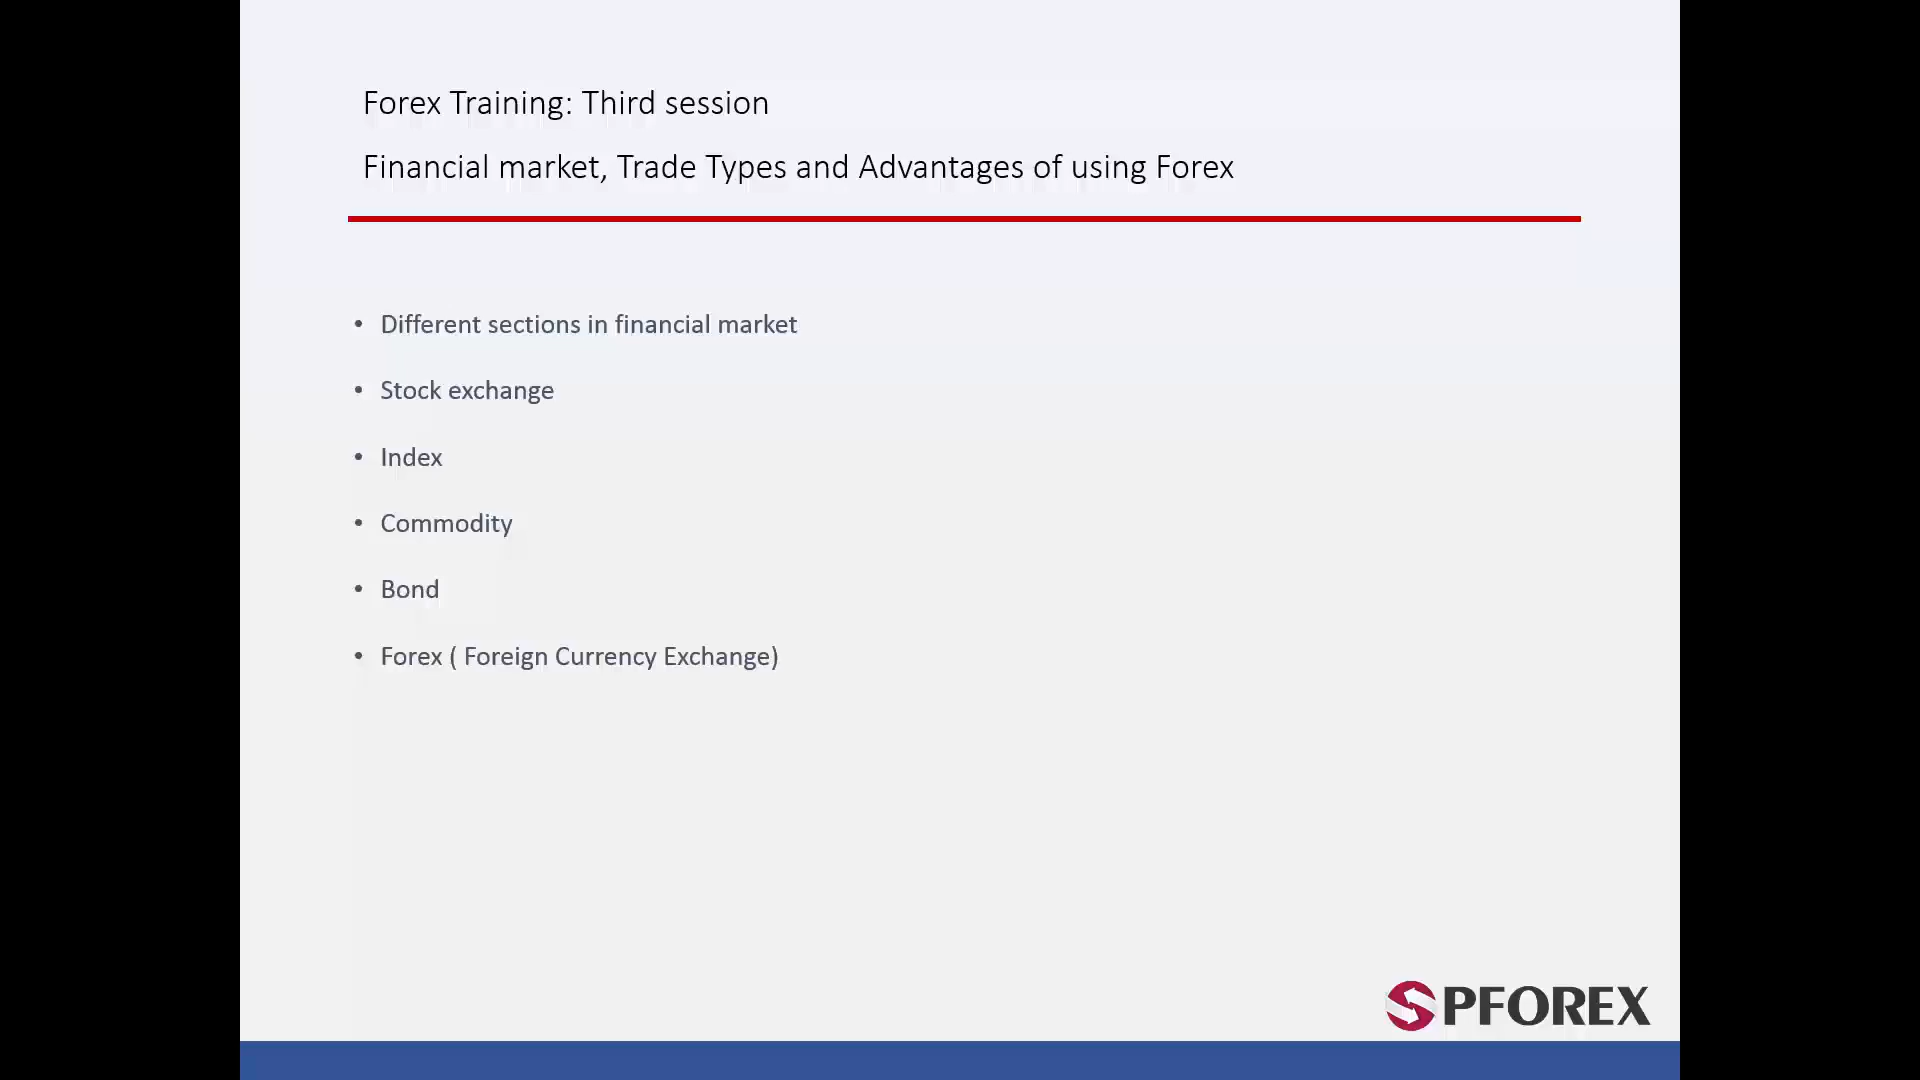 Forex Training: Third session
Financial market, Trade Types and Advantages of using Forex
• Different sections in financial market
• Stock exchange
• Index
• Commodity
• Bond
• Forex ( Foreign Currency Exchange)
PFOREX